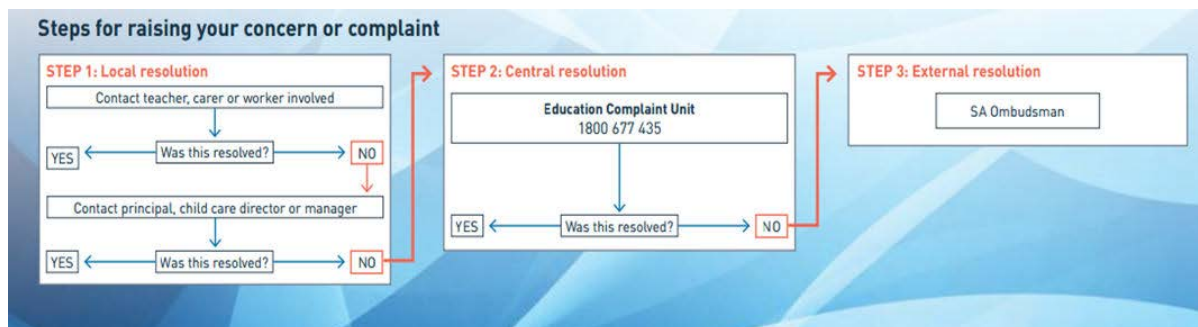 Steps for raising your concern or complaint
STEP 1: Local resolution
Contact teacher, carer or worker involved
YES
Was this resolved?
NO
Contact principal, child care director or manager
YES
Was this resolved?
NO
STEP 2: Central resolution
Education Complaint Unit
1800 677 435
YES
Was this resolved?
NO
STEP 3: External resolution
SA Ombudsman